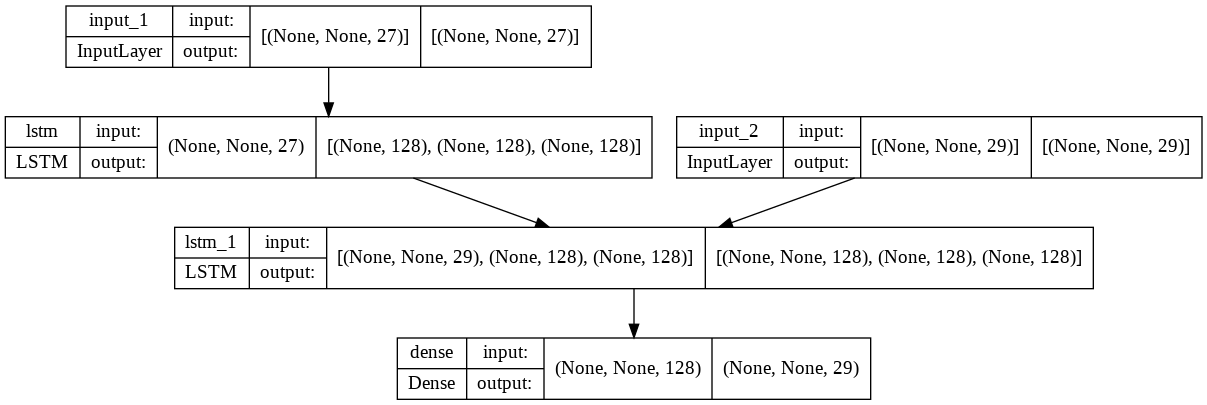 input_1 input: [(None, None, 27)] [(None, None, 27)]
InputLayer output:
lstm input: (None, None, 27) [(None, 128), (None, 128), (None, 128)]
LSTM output:
input_2 input: [(None, None, 29)] [(None, None, 29)]
InputLayer output:
lstm_1 input: [(None, None, 29), (None, 128), (None, 128)] [(None, None, 128), (None, 128), (None, 128)]
LSTM output:
dense input: (None, None, 128) (None, None, 29)
Dense output: